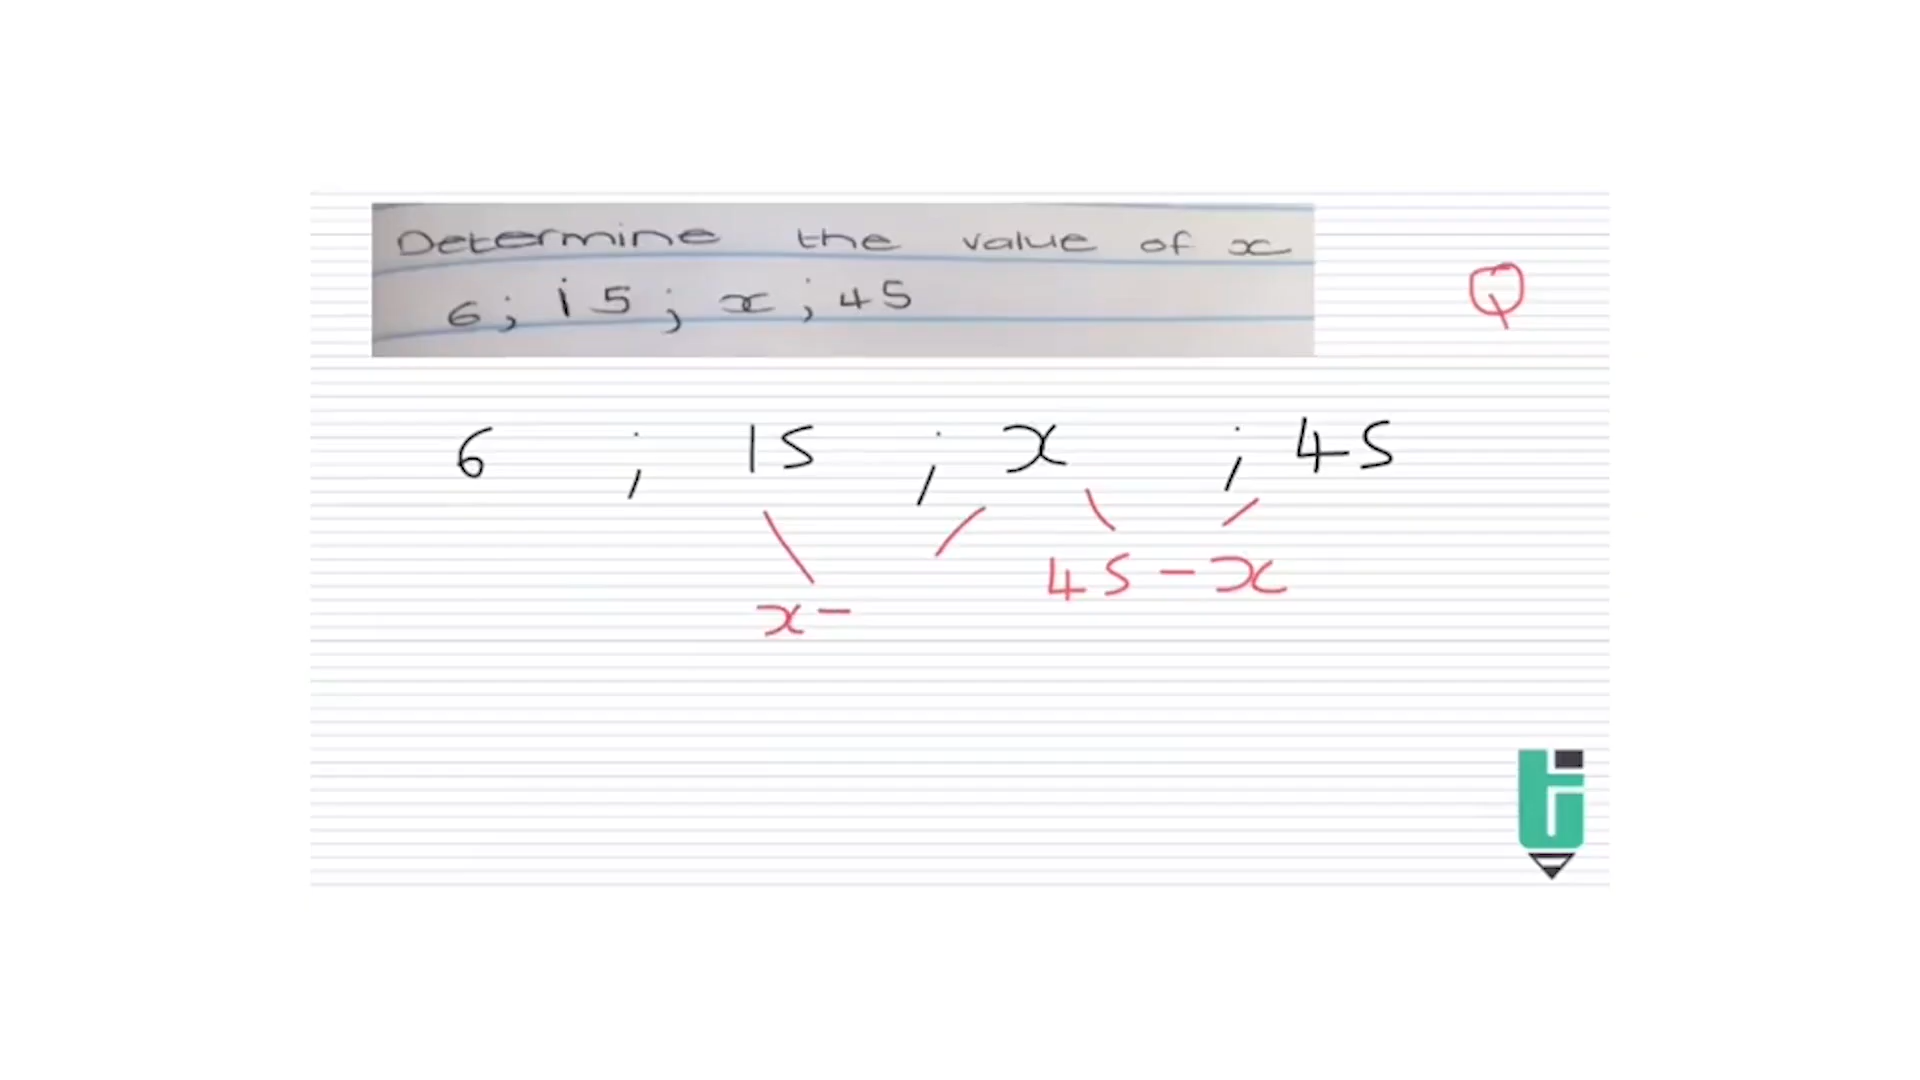 Determine the value of x
6; 15; x; 45
Q
6 ; 15 ; x ; 45
45 - x
x -